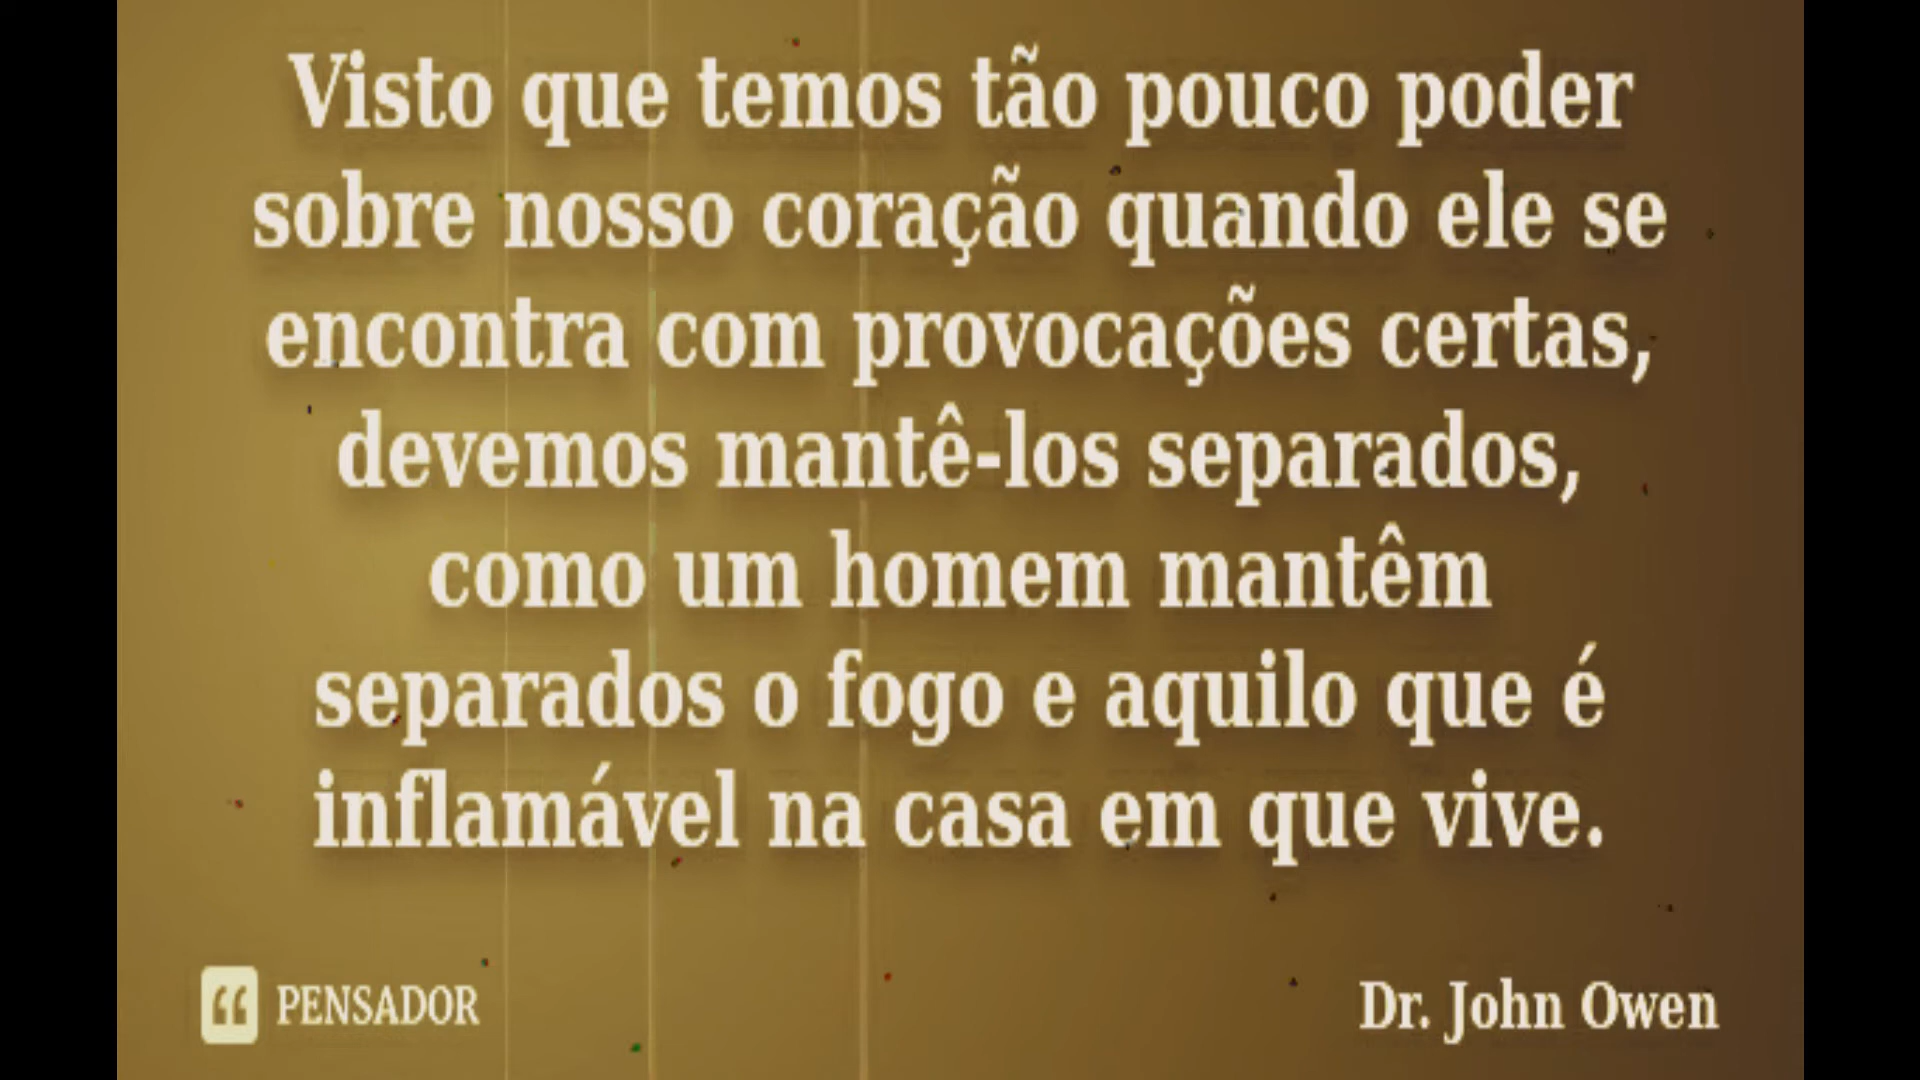 Visto que temos tão pouco poder
sobre nosso coração quando ele se
encontra com provocações certas,
devemos mantê-los separados,
como um homem mantêm
separados o fogo e aquilo que é
inflamável na casa em que vive.
PENSADOR
Dr. John Owen